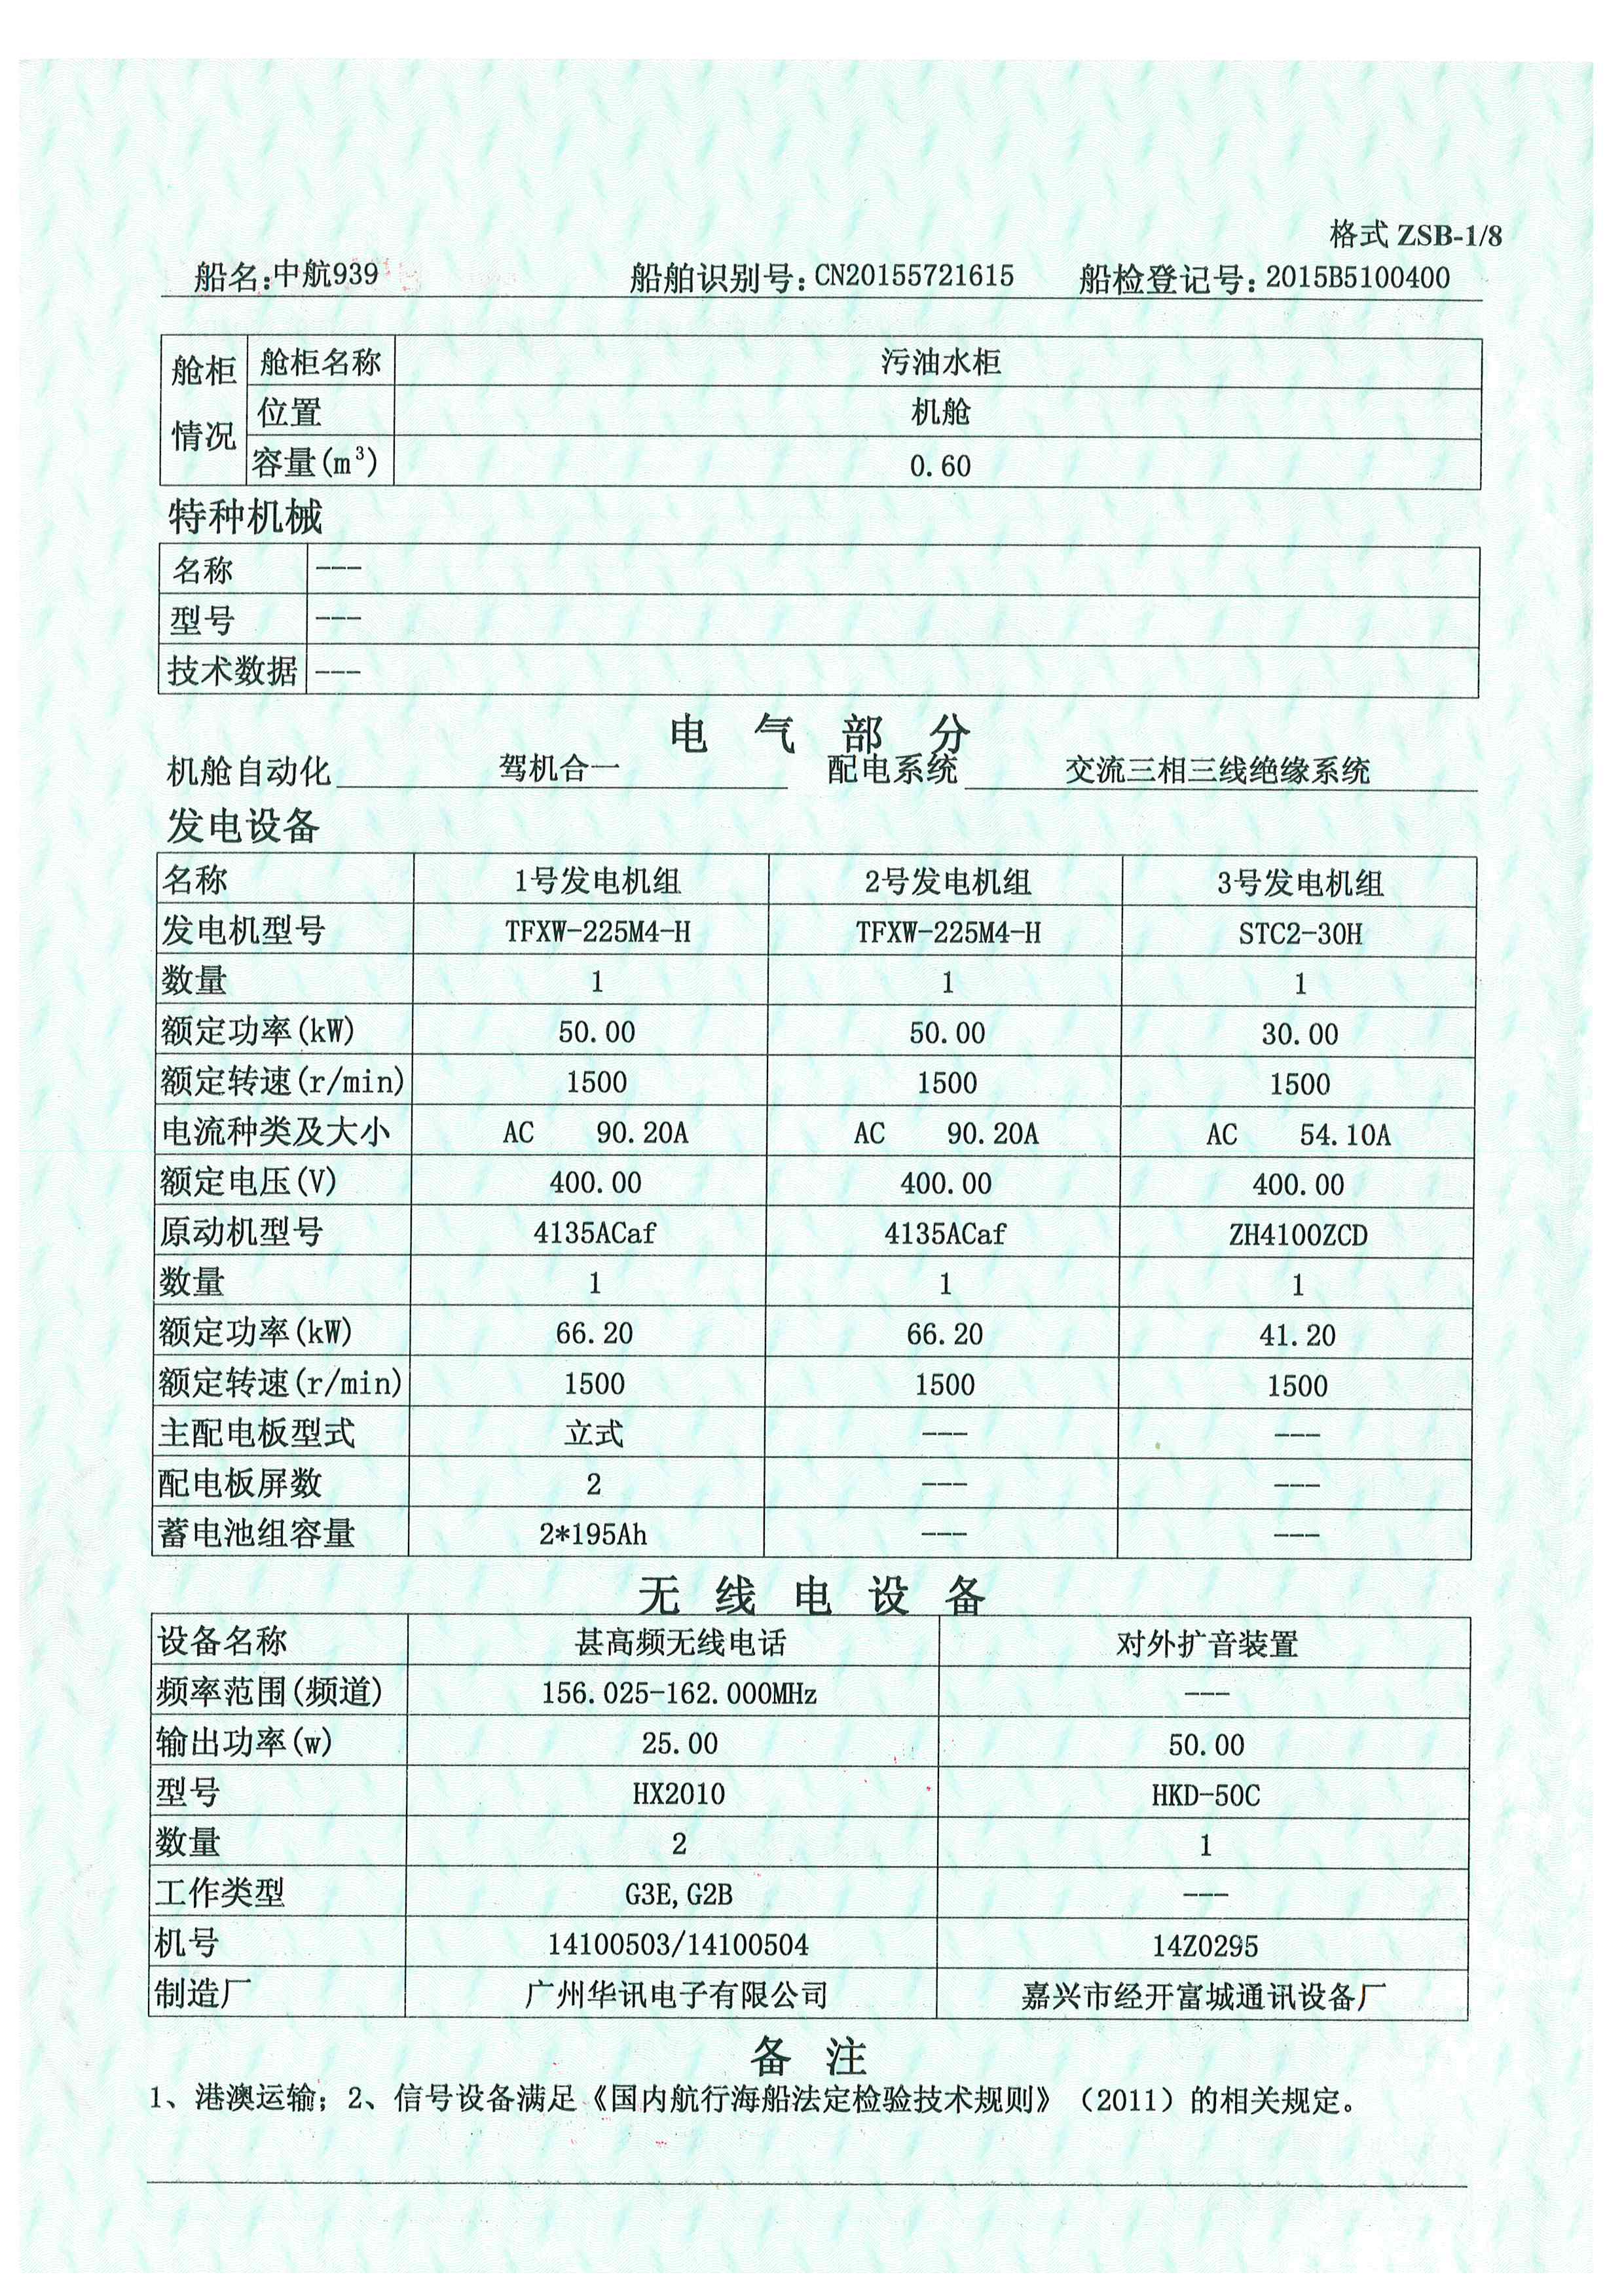 格式 ZSB-1/8
船名:中航939 船舶识别号:CN20155721615 船检登记号:2015B5100400
舱柜情况 舱柜名称 污油水柜
位置 机舱
容量(m³) 0.60
特种机械
名称 ---
型号 ---
技术数据 ---
电气部分
机舱自动化 驾机合一 配电系统 交流三相三线绝缘系统
发电设备
名称 1号发电机组 2号发电机组 3号发电机组
发电机型号 TFXW-225M4-H TFXW-225M4-H STC2-30H
数量 1 1 1
额定功率(kW) 50.00 50.00 30.00
额定转速(r/min) 1500 1500 1500
电流种类及大小 AC 90.20A AC 90.20A AC 54.10A
额定电压(V) 400.00 400.00 400.00
原动机型号 4135ACaf 4135ACaf ZH4100ZCD
数量 1 1 1
额定功率(kW) 66.20 66.20 41.20
额定转速(r/min) 1500 1500 1500
主配电板型式 立式 --- ---
配电板屏数 2 --- ---
蓄电池组容量 2*195Ah --- ---
无线电设备
设备名称 甚高频无线电话 对外扩音装置
频率范围(频道) 156.025-162.000MHz ---
输出功率(w) 25.00 50.00
型号 HX2010 HKD-50C
数量 2 1
工作类型 G3E,G2B ---
机号 14100503/14100504 14Z0295
制造厂 广州华讯电子有限公司 嘉兴市经开富城通讯设备厂
备注
1、港澳运输；2、信号设备满足《国内航行海船法定检验技术规则》（2011）的相关规定。